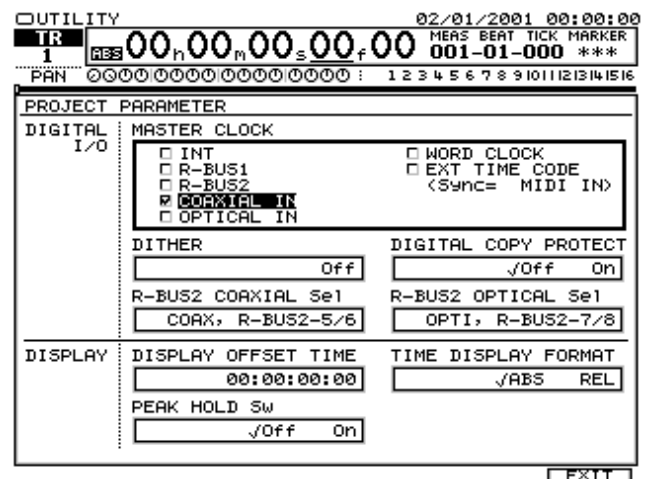 UTILITY 02/01/2001 00:00:00
TR 1 ABS 00h00m00s00f00 MEAS BEAT TICK MARKER
001-01-000 ***
PAN 1 2 3 4 5 6 7 8 9 10 11 12 13 14 15 16
PROJECT PARAMETER
DIGITAL I/O MASTER CLOCK
INT WORD CLOCK
R-BUS1 EXT TIME CODE
R-BUS2 (Sync= MIDI IN)
COAXIAL IN
OPTICAL IN
DITHER DIGITAL COPY PROTECT
Off √Off On
R-BUS2 COAXIAL Sel R-BUS2 OPTICAL Sel
COAX, R-BUS2-5/6 OPTI, R-BUS2-7/8
DISPLAY DISPLAY OFFSET TIME TIME DISPLAY FORMAT
00:00:00:00 √ABS REL
PEAK HOLD Sw
√Off On
EXIT